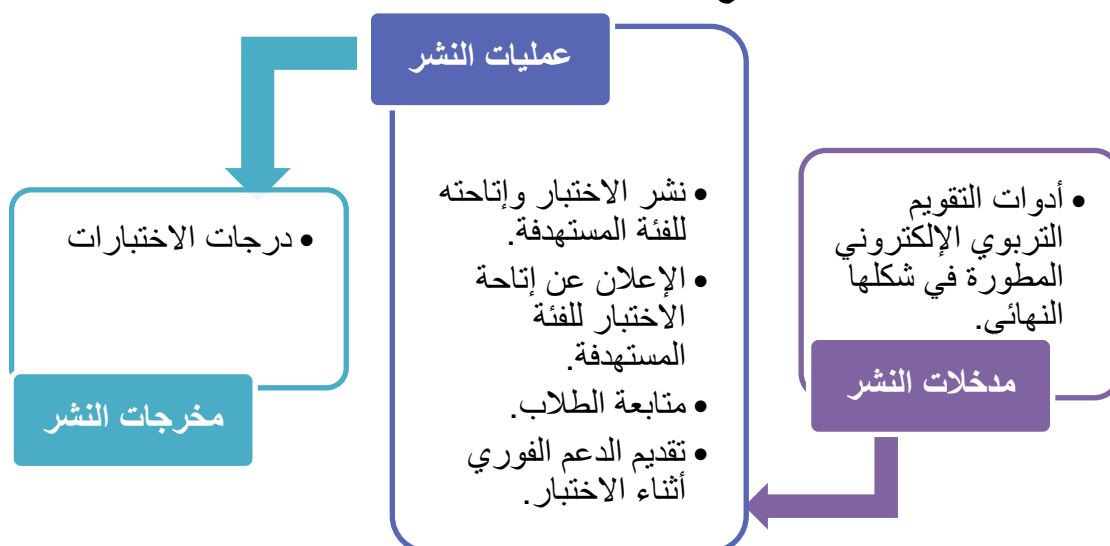 عمليات النشر
• أدوات التقويم
التربوي الإلكتروني
المطورة في شكلها
النهائي.
مدخلات النشر
• نشر الاختبار وإتاحته
للفئة المستهدفة.
• الإعلان عن إتاحة
الاختبار للفئة
المستهدفة.
• متابعة الطلاب.
• تقديم الدعم الفوري
أثناء الاختبار.
• درجات الاختبارات
مخرجات النشر